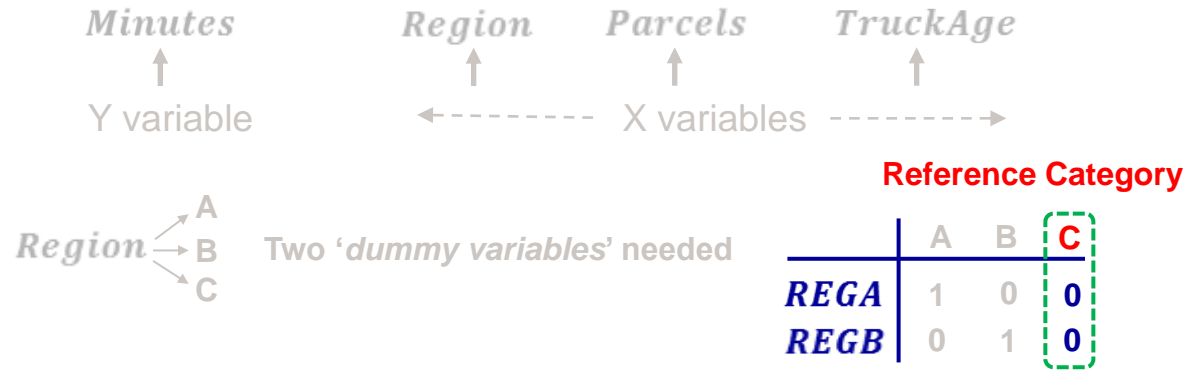 Minutes Region Parcels TruckAge
Y variable X variables
Reference Category
A
Region B Two ‘dummy variables’ needed
C
A B C
REGA 1 0 0
REGB 0 1 0